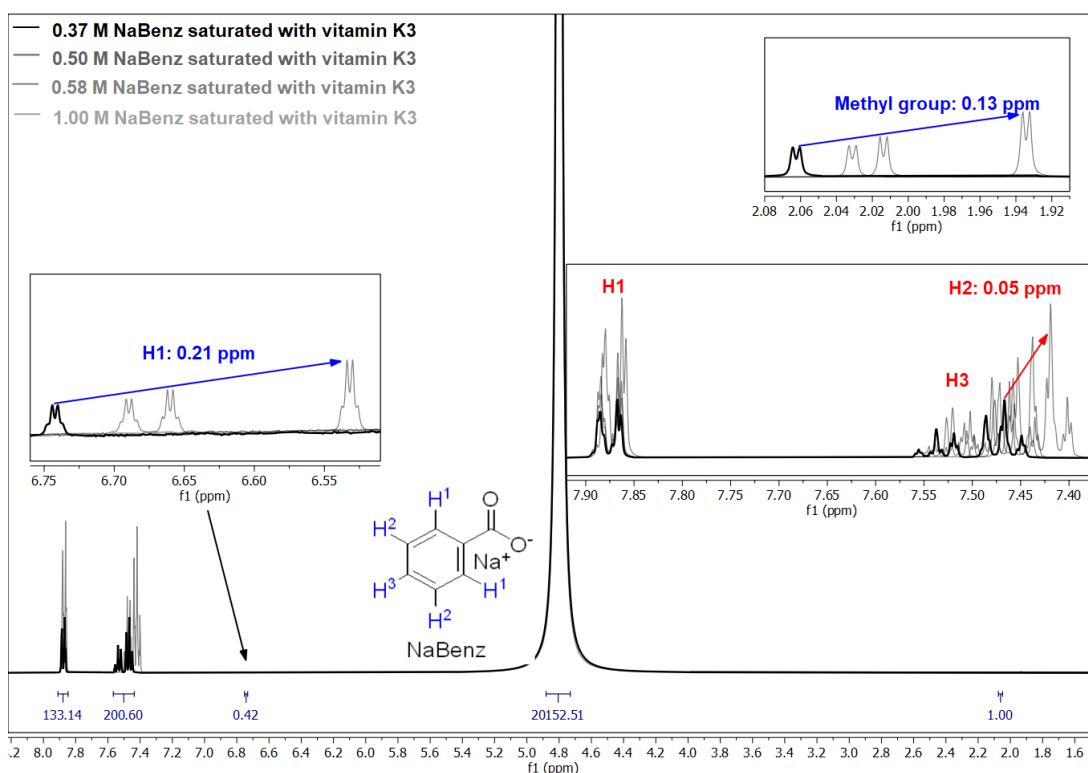 0.37 M NaBenz saturated with vitamin K3
0.50 M NaBenz saturated with vitamin K3
0.58 M NaBenz saturated with vitamin K3
1.00 M NaBenz saturated with vitamin K3
Methyl group: 0.13 ppm
2.08 2.06 2.04 2.02 2.00 1.98 1.96 1.94 1.92
f1 (ppm)
H1: 0.21 ppm
6.75 6.70 6.65 6.60 6.55
f1 (ppm)
H1
H2: 0.05 ppm
H3
7.90 7.85 7.80 7.75 7.70 7.65 7.60 7.55 7.50 7.45 7.40
f1 (ppm)
H¹ O
H² O⁻
Na⁺
H³ H¹
H²
NaBenz
133.14 200.60 0.42 20152.51 1.00
8.2 8.0 7.8 7.6 7.4 7.2 7.0 6.8 6.6 6.4 6.2 6.0 5.8 5.6 5.4 5.2 5.0 4.8 4.6 4.4 4.2 4.0 3.8 3.6 3.4 3.2 3.0 2.8 2.6 2.4 2.2 2.0 1.8 1.6
f1 (ppm)